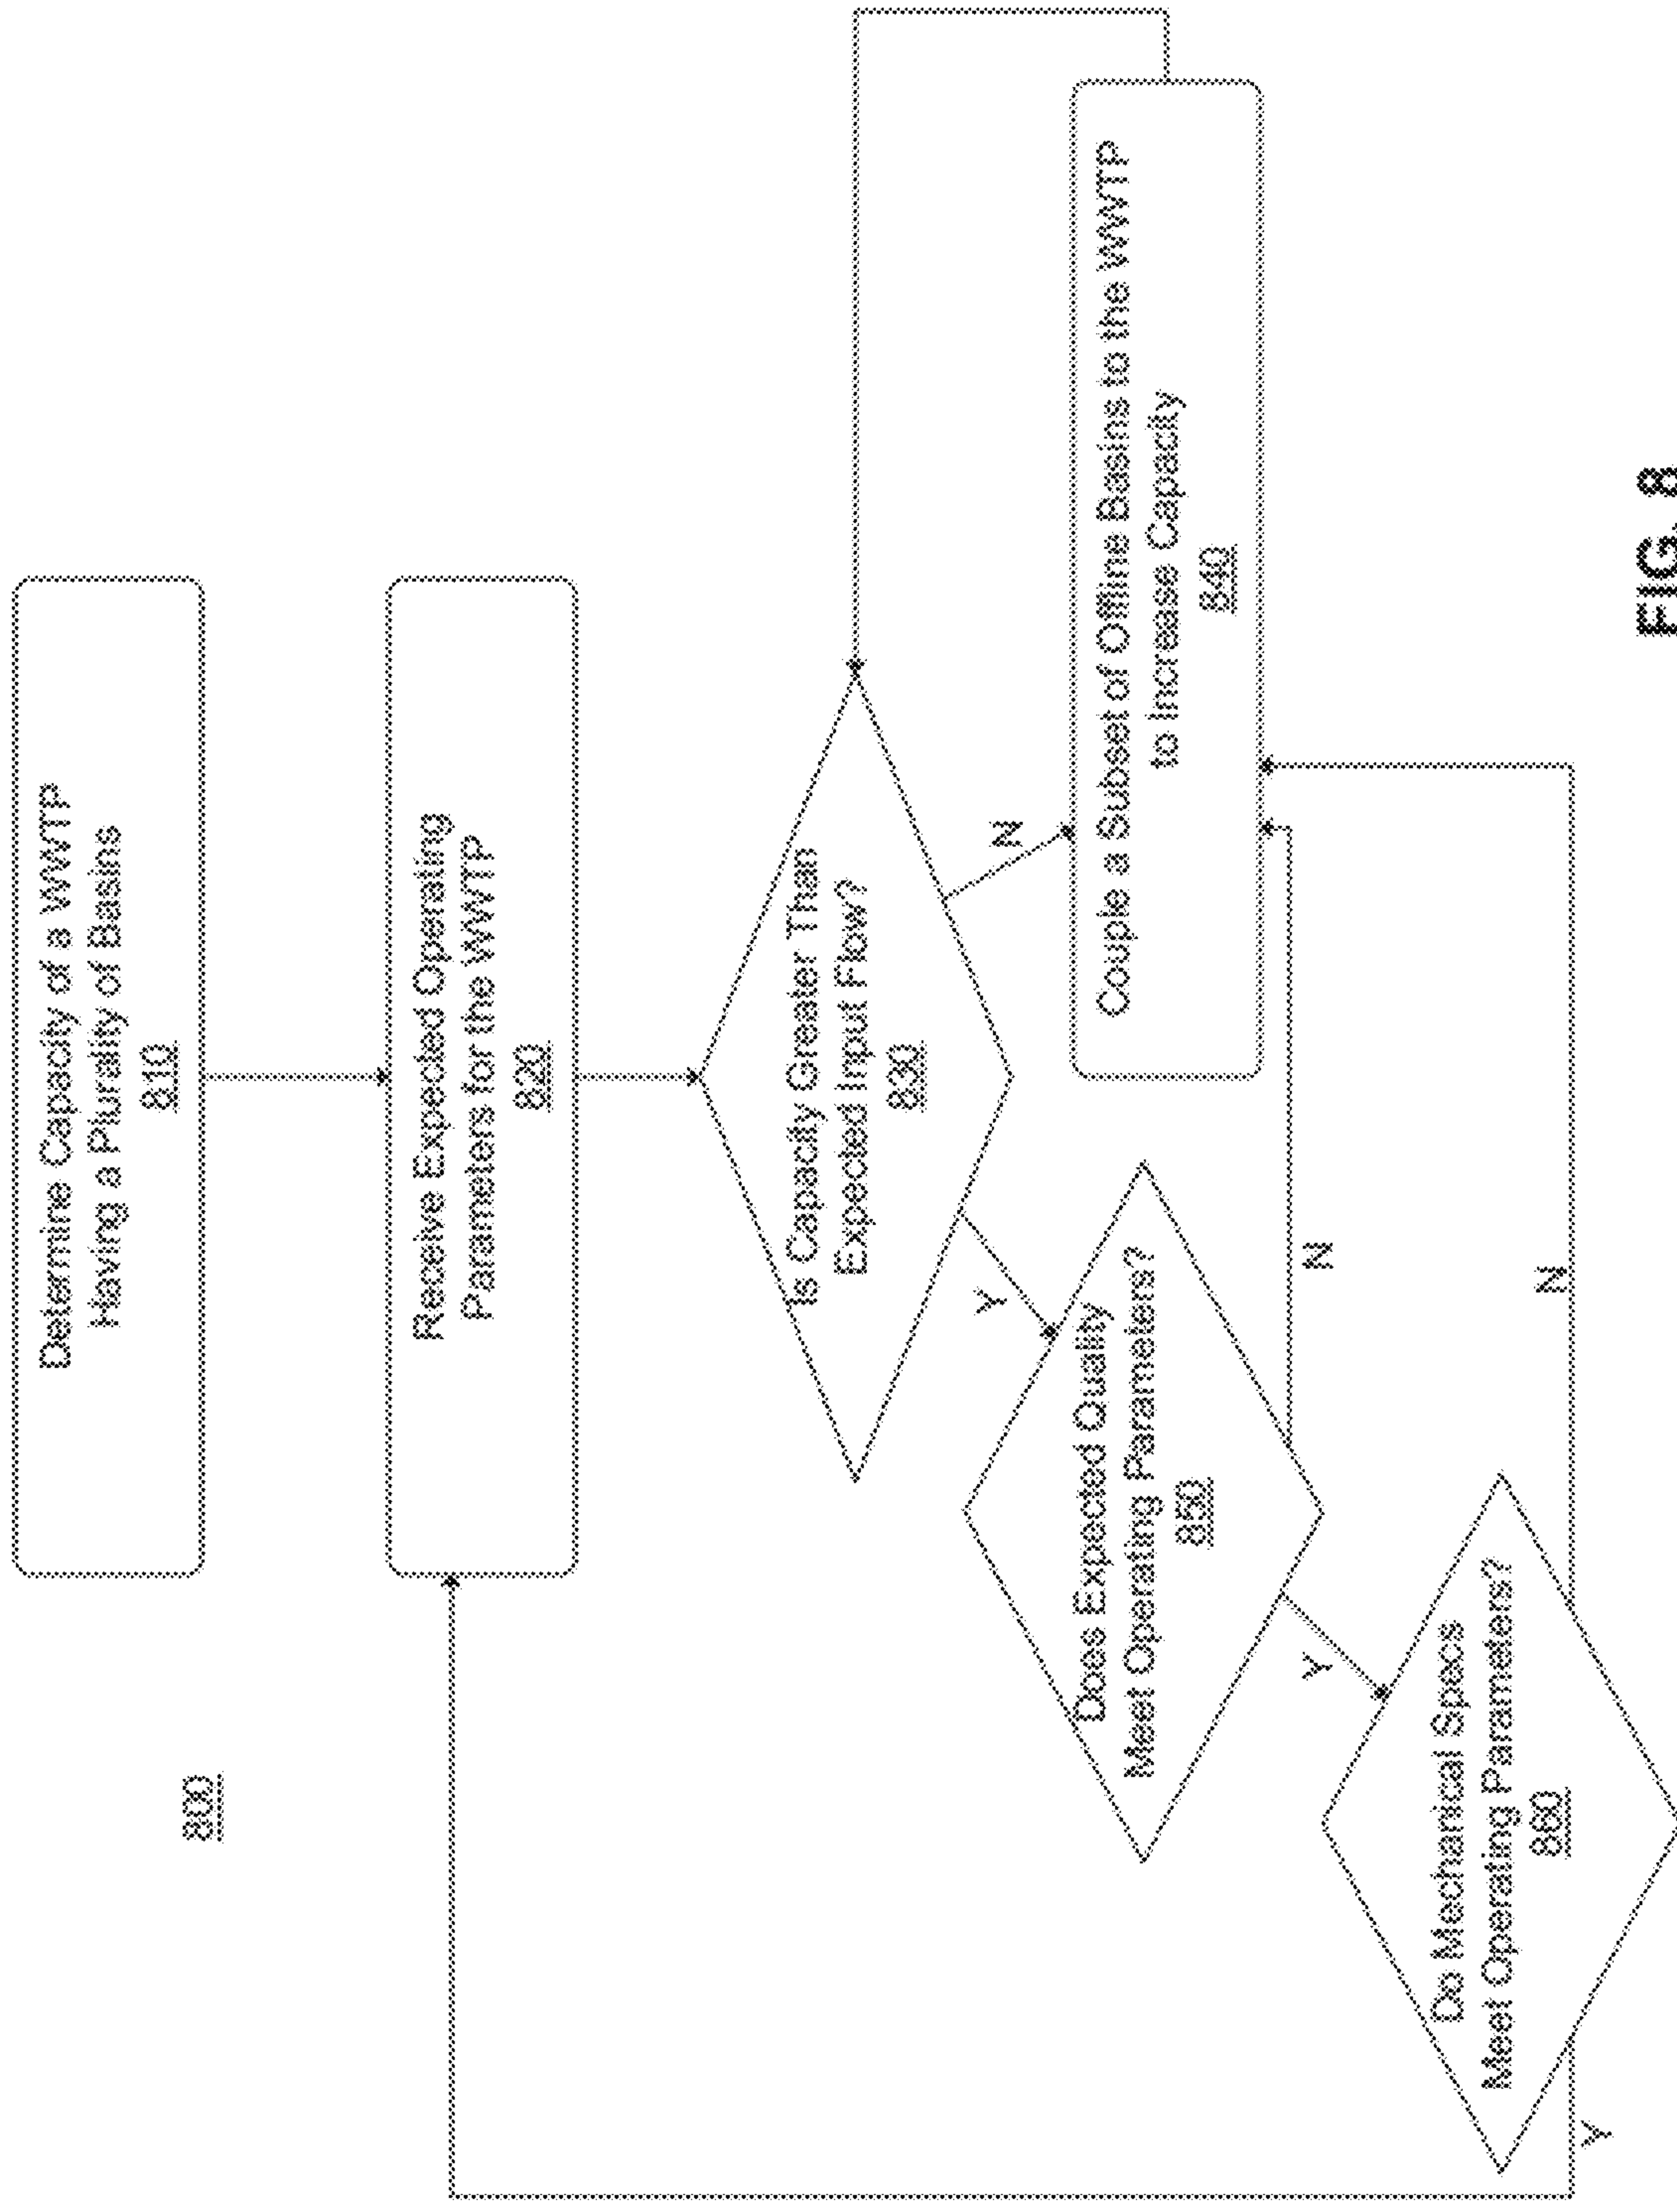 800
Determine Capacity of a WWTP
Having a Plurality of Basins
810
Receive Expected Operating
Parameters for the WWTP
820
Is Capacity Greater Than
Expected Input Flow?
830
Y
N
Couple a Subset of Offline Basins to the WWTP
to Increase Capacity
840
Does Expected Quality
Meet Operating Parameters?
850
Y
N
Do Mechanical Specs
Meet Operating Parameters?
860
Y
N
FIG. 8